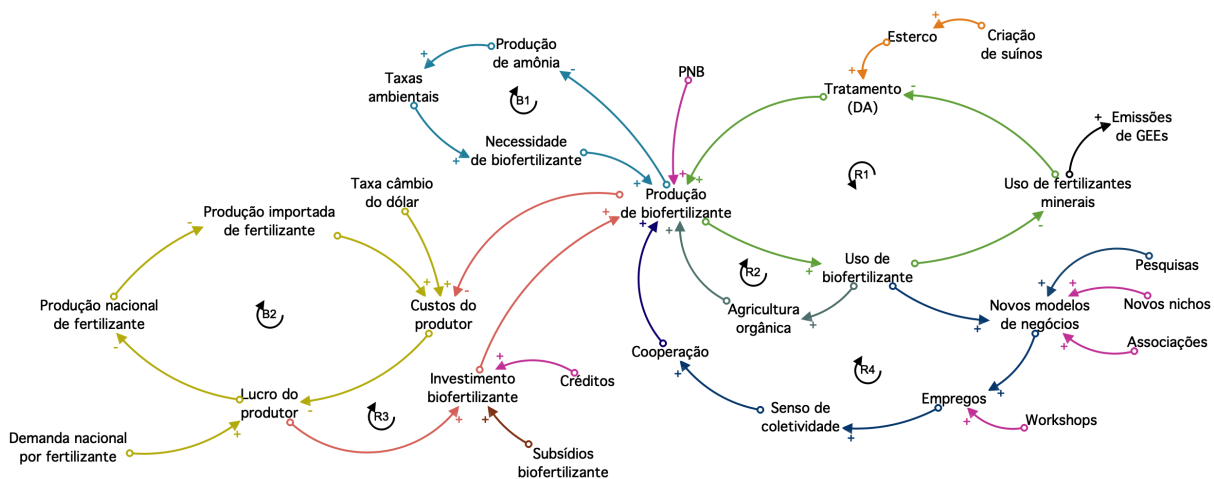 Produção
de amônia
Taxas
ambientais
B1
Necessidade
de biofertilizante
PNB
Esterco
Criação
de suínos
Tratamento
(DA)
Emissões
de GEEs
R1
Uso de fertilizantes
minerais
Produção
de biofertilizante
Taxa câmbio
do dólar
Produção importada
de fertilizante
Produção nacional
de fertilizante
B2
Custos do
produtor
Lucro do
produtor
R3
Demanda nacional
por fertilizante
Investimento
biofertilizante
Créditos
Subsídios
biofertilizante
R2
Uso de
biofertilizante
Agricultura
orgânica
Cooperação
Senso de
coletividade
R4
Empregos
Workshops
Novos modelos
de negócios
Pesquisas
Novos nichos
Associações